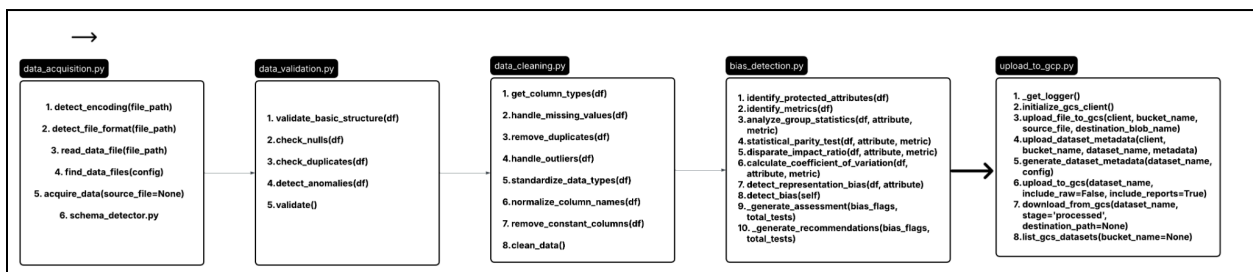 data_acquisition.py
1. detect_encoding(file_path)
2. detect_file_format(file_path)
3. read_data_file(file_path)
4. find_data_files(config)
5. acquire_data(source_file=None)
6. schema_detector.py
data_validation.py
1. validate_basic_structure(df)
2. check_nulls(df)
3. check_duplicates(df)
4. detect_anomalies(df)
5. validate()
data_cleaning.py
1. get_column_types(df)
2. handle_missing_values(df)
3. remove_duplicates(df)
4. handle_outliers(df)
5. standardize_data_types(df)
6. normalize_column_names(df)
7. remove_constant_columns(df)
8. clean_data()
bias_detection.py
1. identify_protected_attributes(df)
2. identify_metrics(df)
3. analyze_group_statistics(df, attribute,
metric)
4. statistical_parity_test(df, attribute, metric)
5. disparate_impact_ratio(df, attribute, metric)
6. calculate_coefficient_of_variation(df,
attribute, metric)
7. detect_representation_bias(df, attribute)
8. detect_bias(self)
9. _generate_assessment(bias_flags,
total_tests)
10. _generate_recommendations(bias_flags,
total_tests)
upload_to_gcp.py
1. _get_logger()
2. initialize_gcs_client()
3. upload_file_to_gcs(client, bucket_name,
source_file, destination_blob_name)
4. upload_dataset_metadata(client,
bucket_name, dataset_name, metadata)
5. generate_dataset_metadata(dataset_name,
config)
6. upload_to_gcs(dataset_name,
include_raw=False, include_reports=True)
7. download_from_gcs(dataset_name,
stage='processed',
destination_path=None)
8. list_gcs_datasets(bucket_name=None)